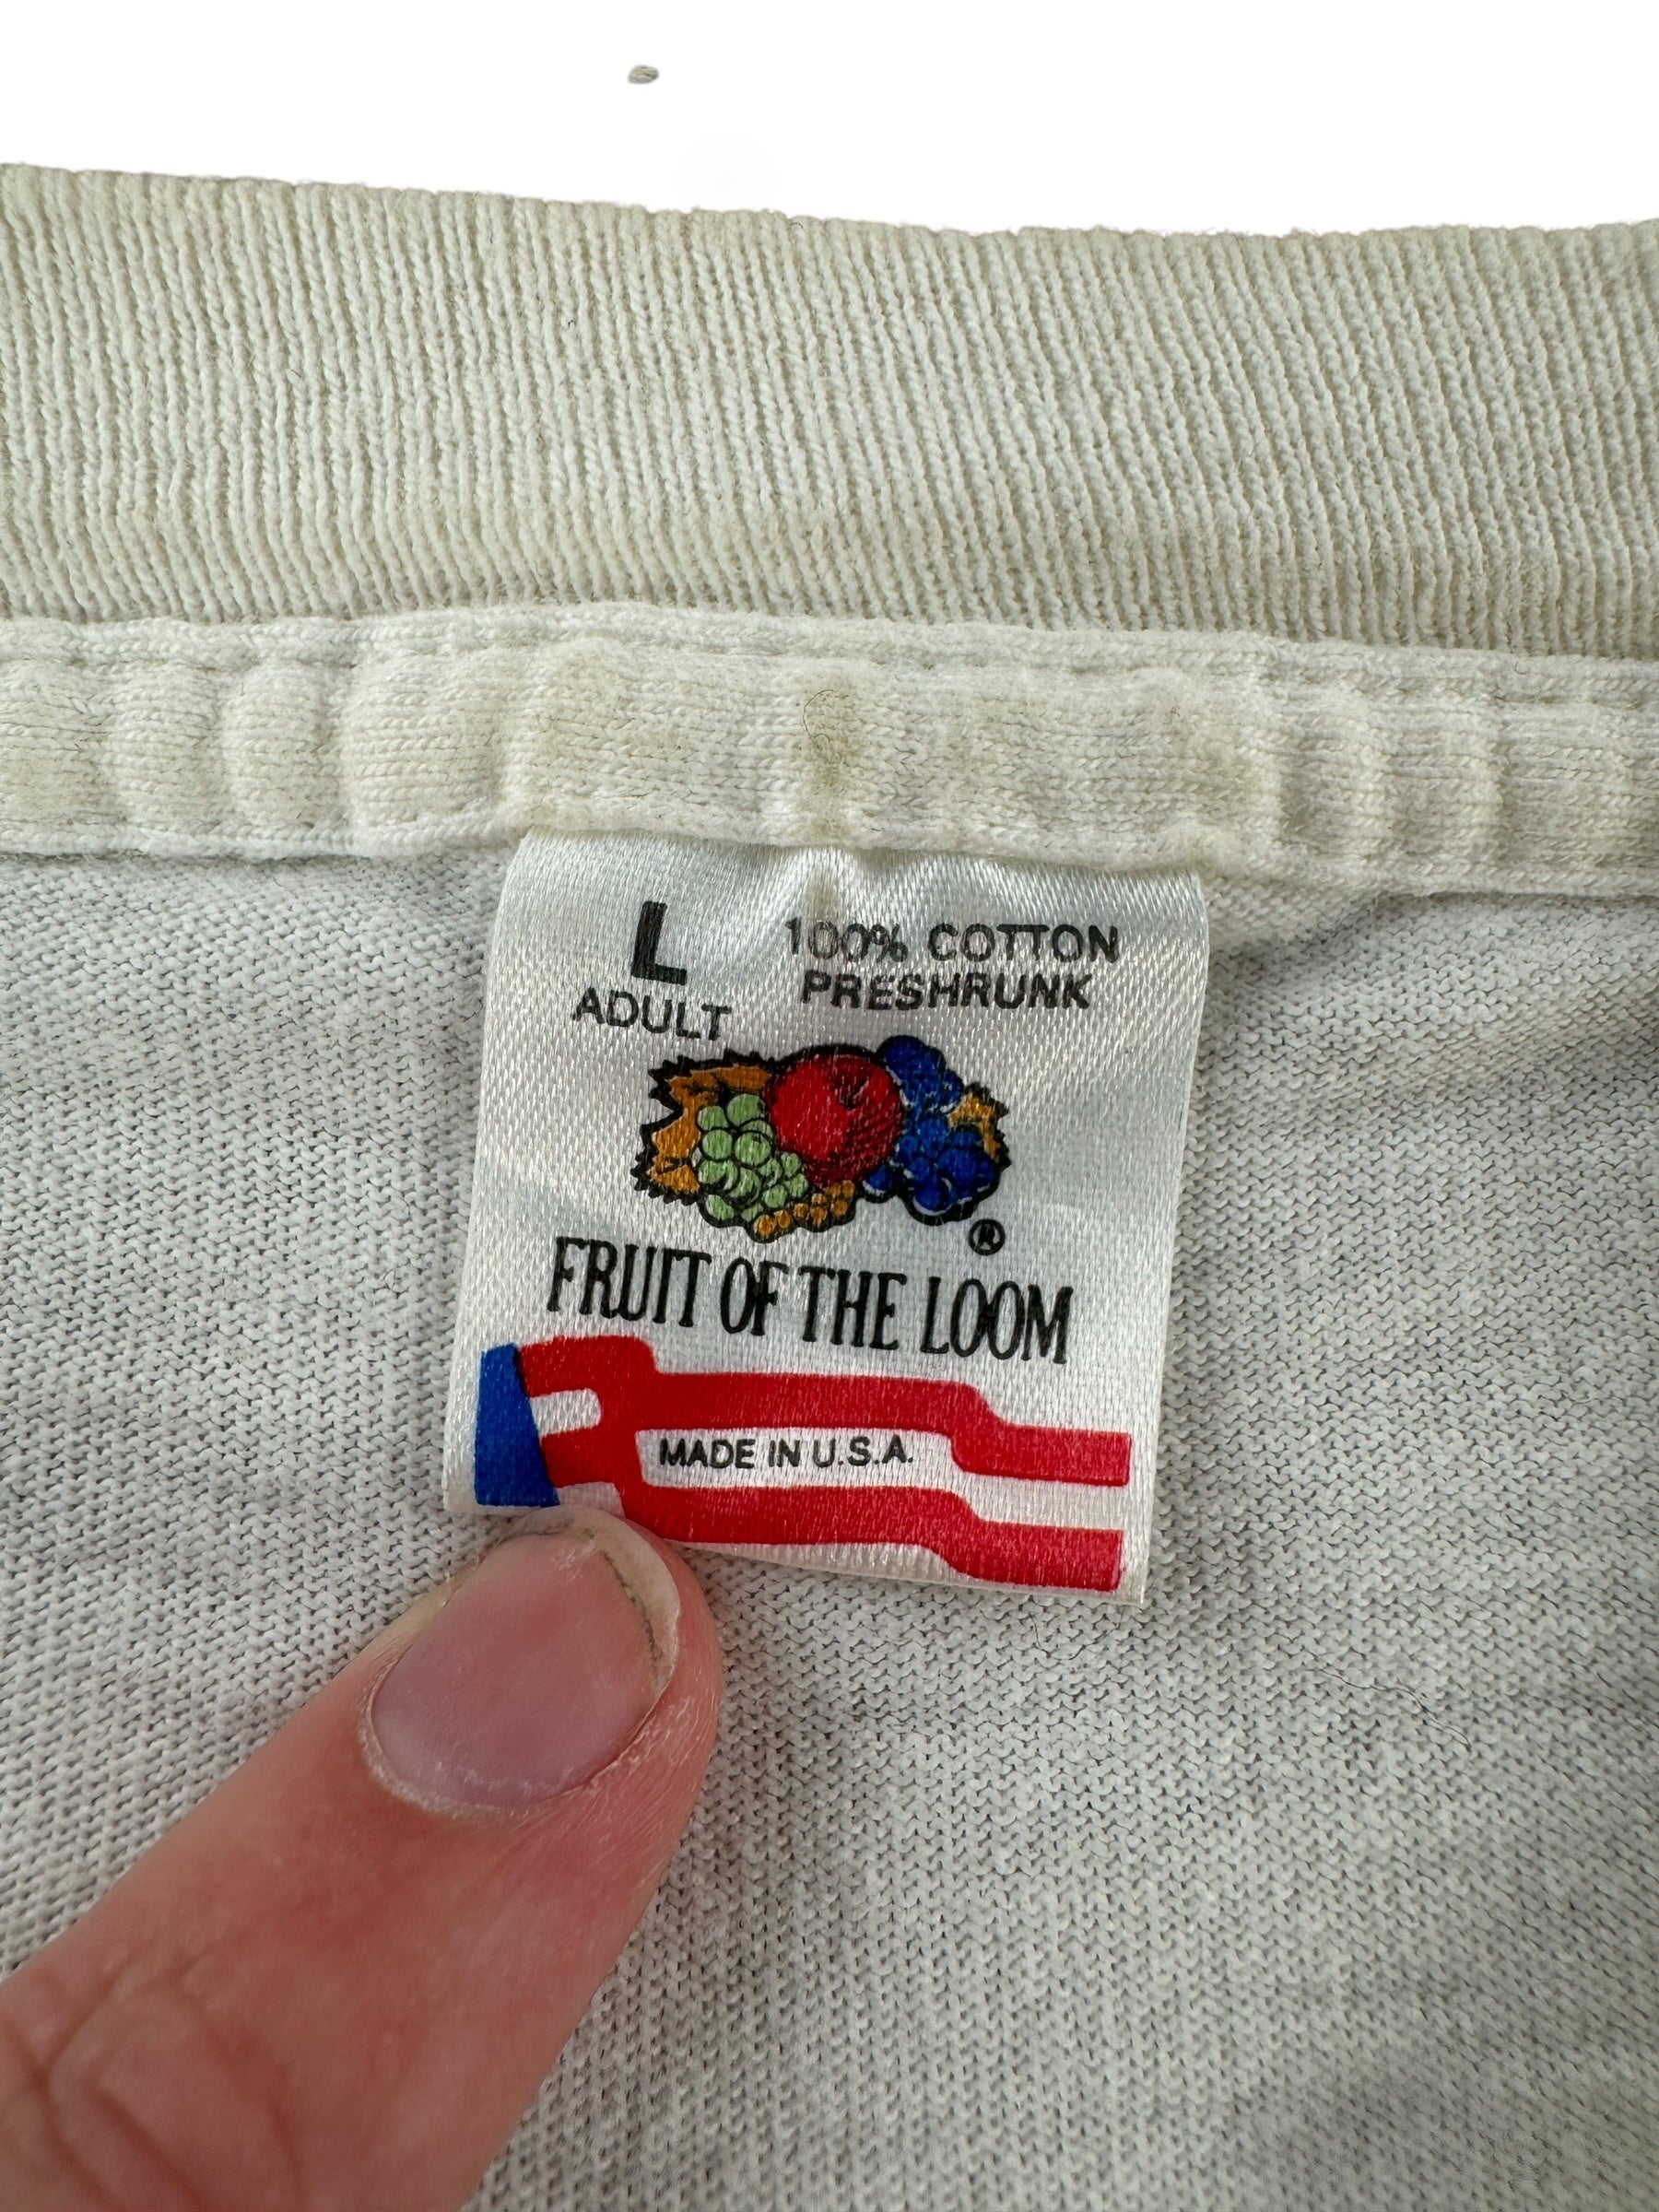 L
ADULT
100% COTTON
PRESHRUNK
®
FRUIT OF THE LOOM
MADE IN U.S.A.